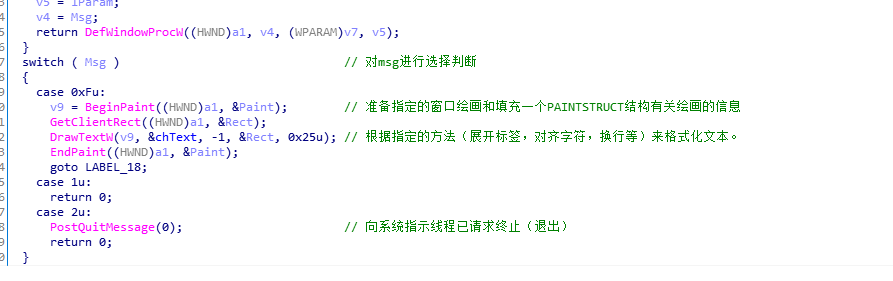 v5 = lParam;
v4 = Msg;
return DefWindowProcW((HWND)a1, v4, (WPARAM)v7, v5);
}
switch ( Msg ) // 对msg进行选择判断
{
case 0xFu:
v9 = BeginPaint((HWND)a1, &Paint); // 准备指定的窗口绘画和填充一个PAINTSTRUCT结构有关绘画的信息
GetClientRect((HWND)a1, &Rect);
DrawTextW(v9, &chText, -1, &Rect, 0x25u); // 根据指定的方法（展开标签，对齐字符，换行等）来格式化文本。
EndPaint((HWND)a1, &Paint);
goto LABEL_18;
case 1u:
return 0;
case 2u:
PostQuitMessage(0); // 向系统指示线程已请求终止（退出）
return 0;
}